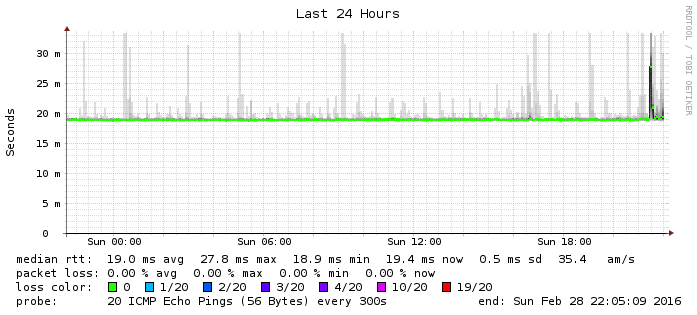 Last 24 Hours
RRDTOOL / TOBI OETIKER
Seconds
30 m
25 m
20 m
15 m
10 m
5 m
0
Sun 00:00 Sun 06:00 Sun 12:00 Sun 18:00
median rtt: 19.0 ms avg 27.8 ms max 18.9 ms min 19.4 ms now 0.5 ms sd 35.4 am/s
packet loss: 0.00 % avg 0.00 % max 0.00 % min 0.00 % now
loss color: 0 1/20 2/20 3/20 4/20 10/20 19/20
probe: 20 ICMP Echo Pings (56 Bytes) every 300s end: Sun Feb 28 22:05:09 2016